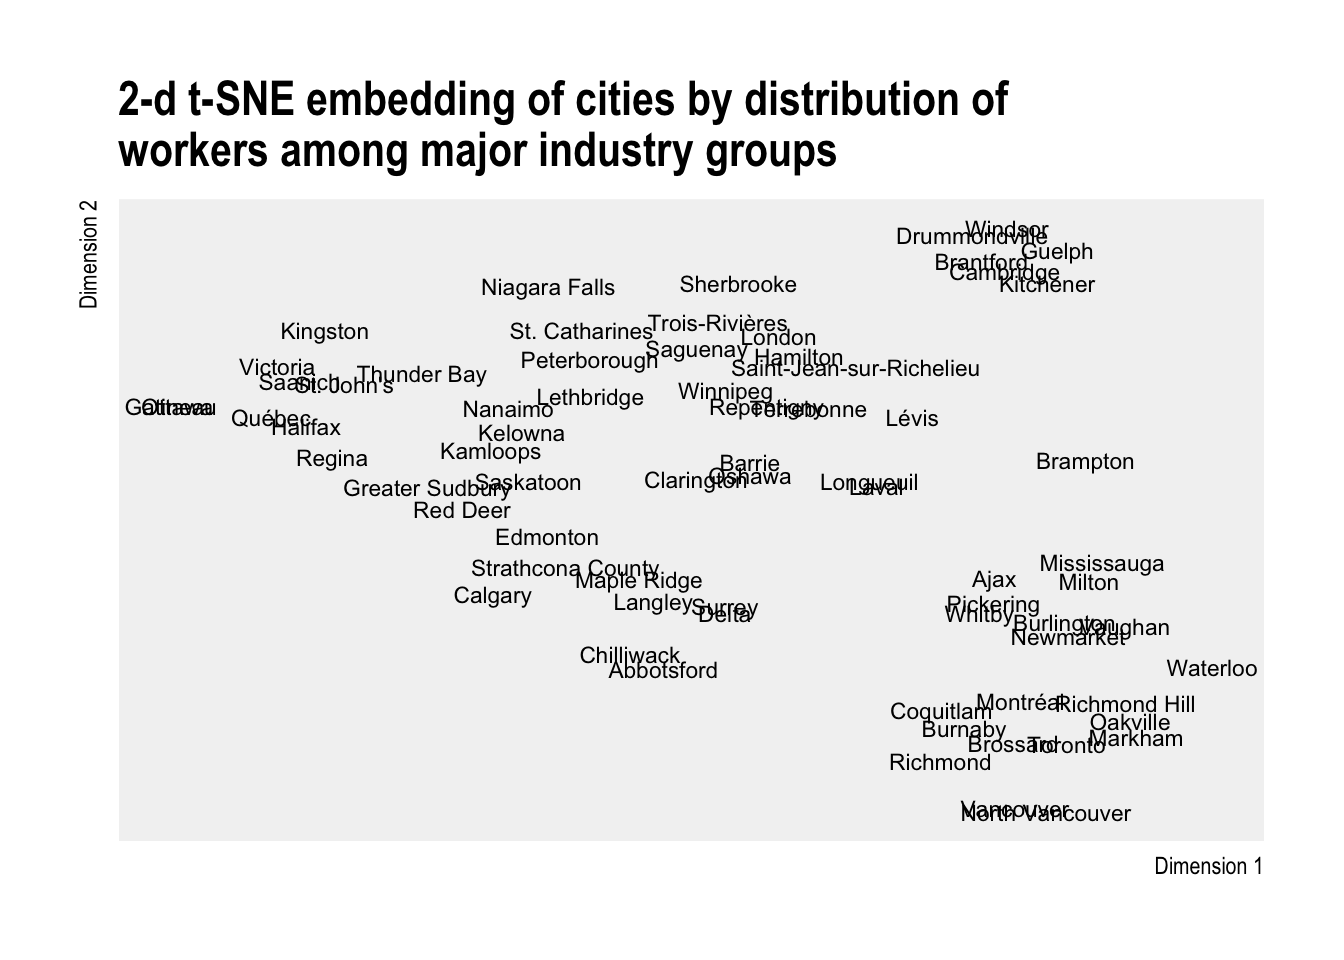 2-d t-SNE embedding of cities by distribution of
workers among major industry groups
Dimension 2
Windsor
Drummondville
Guelph
Brantford
Cambridge
Kitchener
Niagara Falls
Sherbrooke
Trois-Rivières
Kingston
St. Catharines
London
Saguenay
Hamilton
Peterborough
Victoria
Saint-Jean-sur-Richelieu
Thunder Bay
Saanich
St. John's
Winnipeg
Lethbridge
Gatineau
Ottawa
Nanaimo
Repentigny
Terrebonne
Québec
Lévis
Halifax
Kelowna
Kamloops
Regina
Barrie
Brampton
Oshawa
Clarington
Greater Sudbury
Saskatoon
Longueuil
Laval
Red Deer
Edmonton
Mississauga
Strathcona County
Maple Ridge
Ajax
Milton
Calgary
Langley
Surrey
Delta
Pickering
Whitby
Burlington
Vaughan
Newmarket
Chilliwack
Abbotsford
Waterloo
Montréal
Richmond Hill
Coquitlam
Oakville
Burnaby
Markham
Brossard
Toronto
Richmond
Vancouver
North Vancouver
Dimension 1